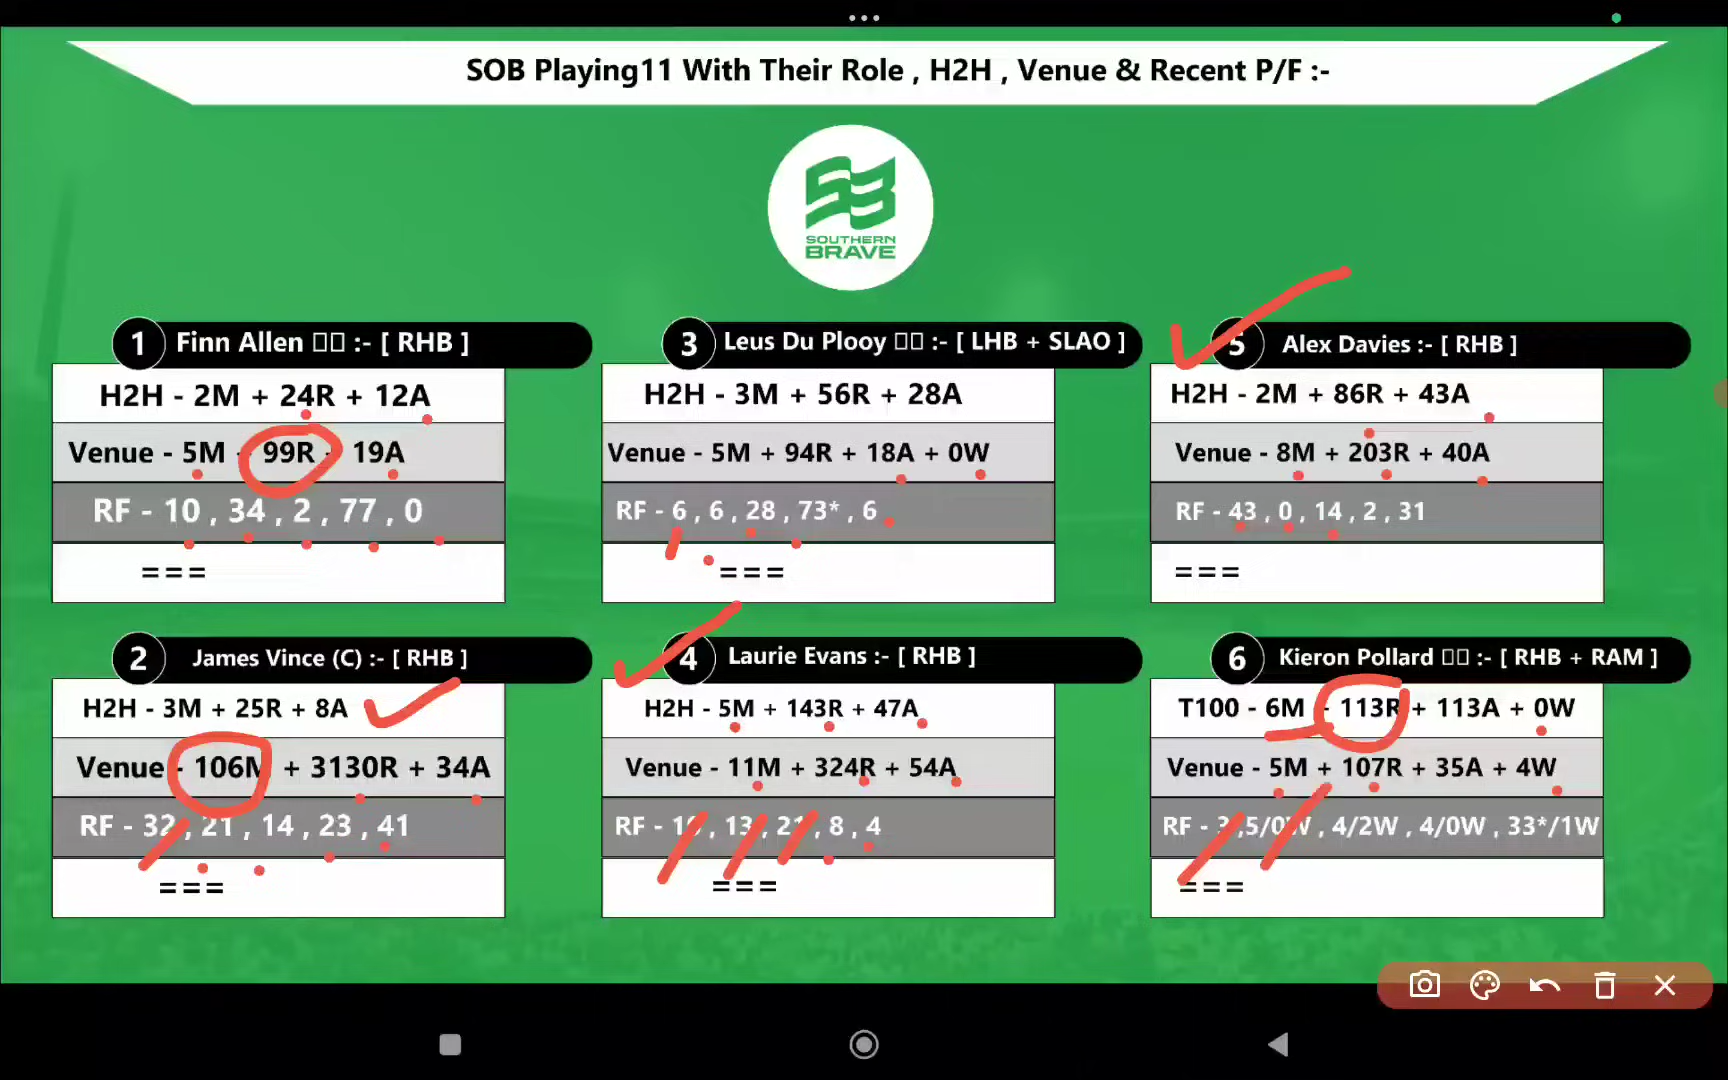 SOB Playing11 With Their Role , H2H , Venue & Recent P/F :-
SOUTHERN
BRAVE
1 Finn Allen :- [ RHB ]
H2H - 2M + 24R + 12A
Venue - 5M 99R 19A
RF - 10 , 34 , 2 , 77 , 0
===
2 James Vince (C) :- [ RHB ]
H2H - 3M + 25R + 8A
Venue - 106M + 3130R + 34A
RF - 32 , 21 , 14 , 23 , 41
===
3 Leus Du Plooy :- [ LHB + SLAO ]
H2H - 3M + 56R + 28A
Venue - 5M + 94R + 18A + 0W
RF - 6 , 6 , 28 , 73* , 6
===
4 Laurie Evans :- [ RHB ]
H2H - 5M + 143R + 47A
Venue - 11M + 324R + 54A
RF - , 13 , , 8 , 4
===
5 Alex Davies :- [ RHB ]
H2H - 2M + 86R + 43A
Venue - 8M + 203R + 40A
RF - 43 , 0 , 14 , 2 , 31
===
6 Kieron Pollard :- [ RHB + RAM ]
T100 - 6M - 113R + 113A + 0W
Venue - 5M + 107R + 35A + 4W
RF - 3 ,5/0W , 4/2W , 4/0W , 33*/1W
===